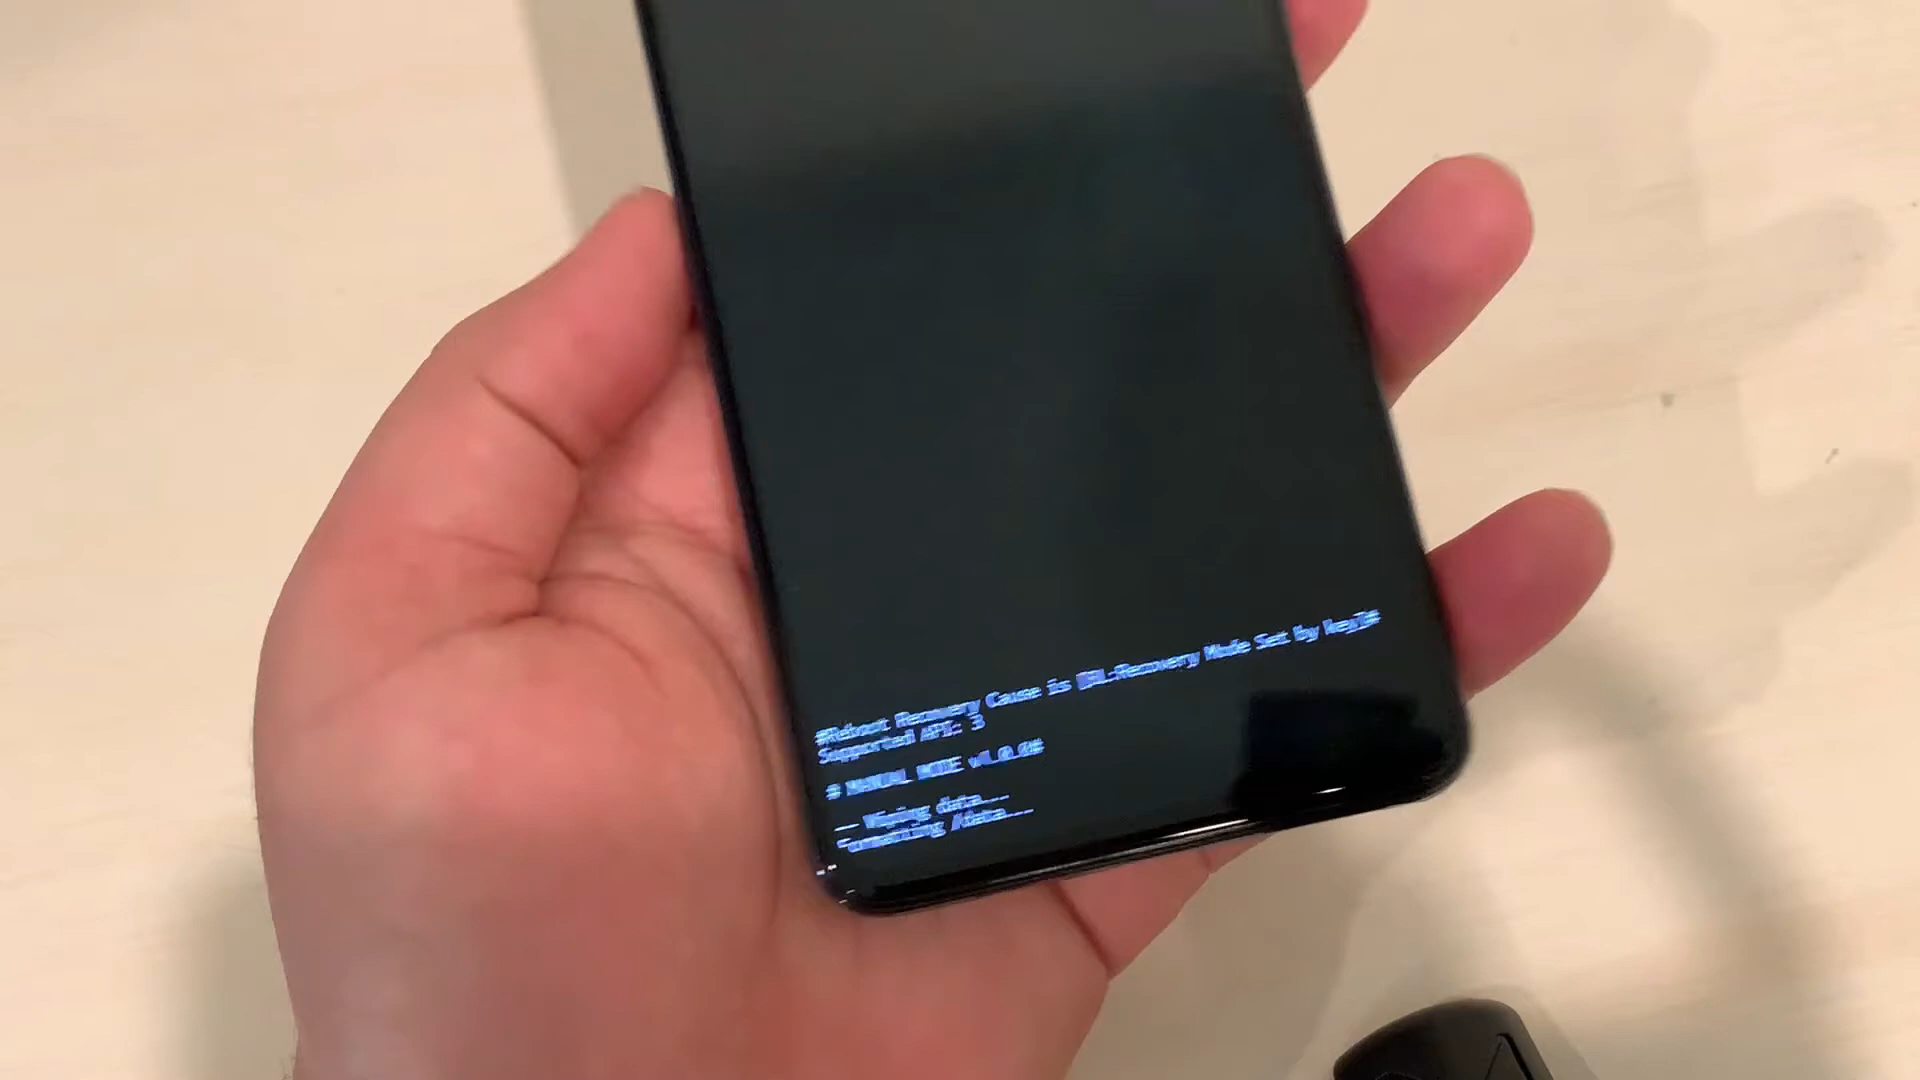 #Reboot Recovery Cause is [BL:Recovery Mode Set by key]#
Supported API: 3
# MANUAL MODE v1.0.0#
-- Wiping data...
Formatting /data...